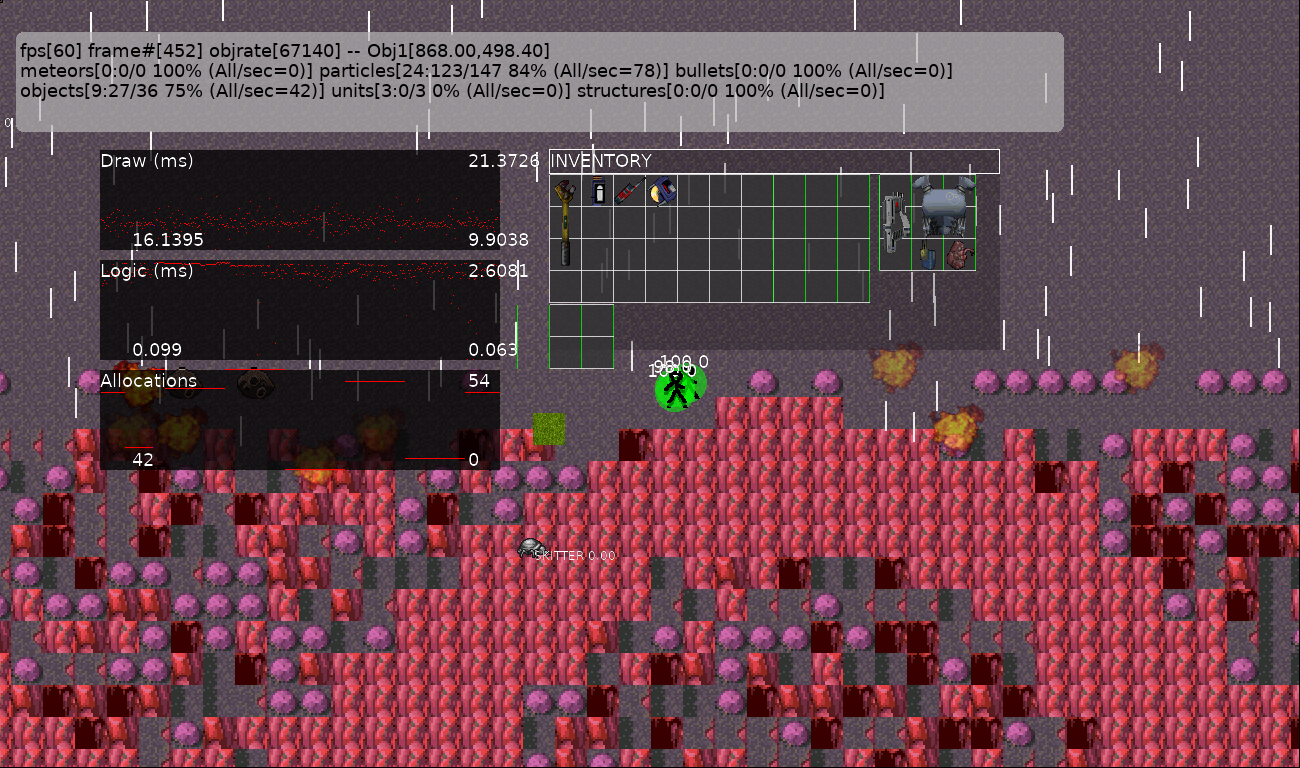 fps[60] frame#[452] objrate[67140] -- Obj1[868.00,498.40]
meteors[0:0/0 100% (All/sec=0)] particles[24:123/147 84% (All/sec=78)] bullets[0:0/0 100% (All/sec=0)]
objects[9:27/36 75% (All/sec=42)] units[3:0/3 0% (All/sec=0)] structures[0:0/0 100% (All/sec=0)]
0
Draw (ms) 21.3726
16.1395 9.9038
Logic (ms) 2.6081
0.099 0.063
Allocations 54
42 0
INVENTORY
100.0
SKITTER 0.00